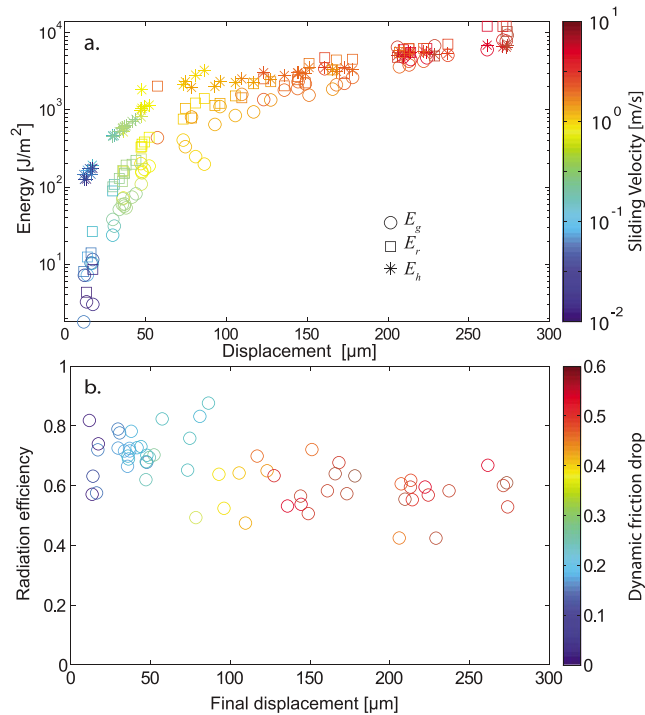 a.
10^4
10^3
10^2
10^1
Energy [J/m^2]
E_g
E_r
E_h
0 50 100 150 200 250 300
Displacement [µm]
10^1
10^0
10^-1
10^-2
Sliding Velocity [m/s]
b.
1
0.8
0.6
0.4
0.2
0
Radiation efficiency
0 50 100 150 200 250 300
Final displacement [µm]
0.6
0.5
0.4
0.3
0.2
0.1
0
Dynamic friction drop